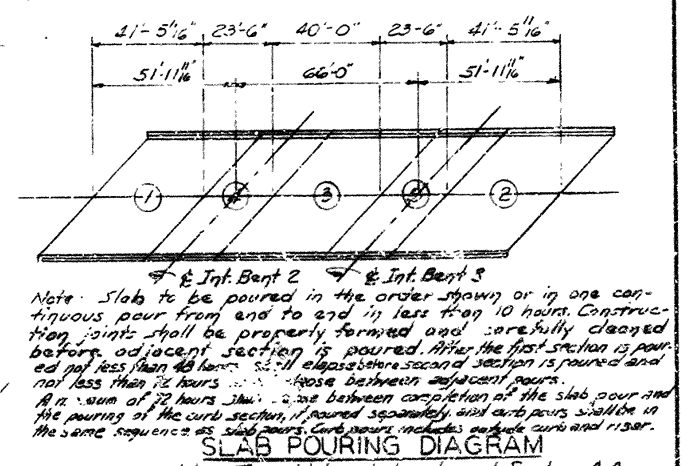 41'-5 11/16" 23'-6" 40'-0" 23'-6" 41'-5 11/16"
51'-11 11/16" 66'-0" 51'-11 11/16"
1 3 2
℄ Int. Bent 2 ℄ Int. Bent 3
Note: Slab to be poured in the order shown or in one con-
tinuous pour from end to end in less than 10 hours. Construc-
tion joints shall be properly formed and carefully cleaned
before adjacent section is poured. After the first section is pour-
ed not less than 48 hours shall elapse before second section is poured and
not less than 72 hours between adjacent pours.
A of 72 hours between completion of the slab pour and
the pouring of the curb section, if poured separately, and curb pours shall be in
the same sequence as slab pours. Curb pours includes outside curb and riser.
SLAB POURING DIAGRAM